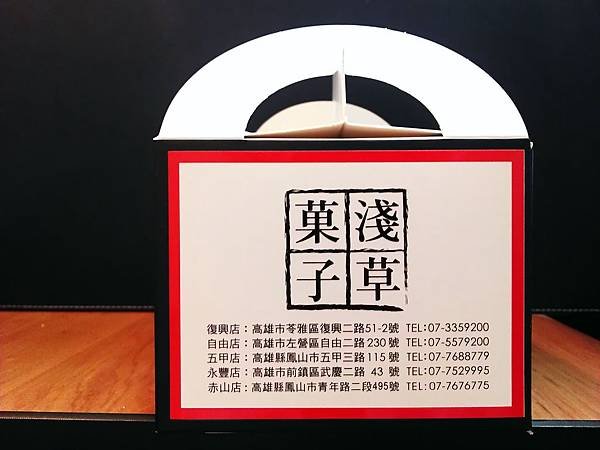 淺草
菓子
復興店：高雄市苓雅區復興二路51-2號 TEL:07-3359200
自由店：高雄市左營區自由二路230號 TEL:07-5579200
五甲店：高雄縣鳳山市五甲三路115號 TEL:07-7688779
永豐店：高雄市前鎮區武慶二路 43 號 TEL:07-7529995
赤山店：高雄縣鳳山市青年路二段495號 TEL:07-7676775